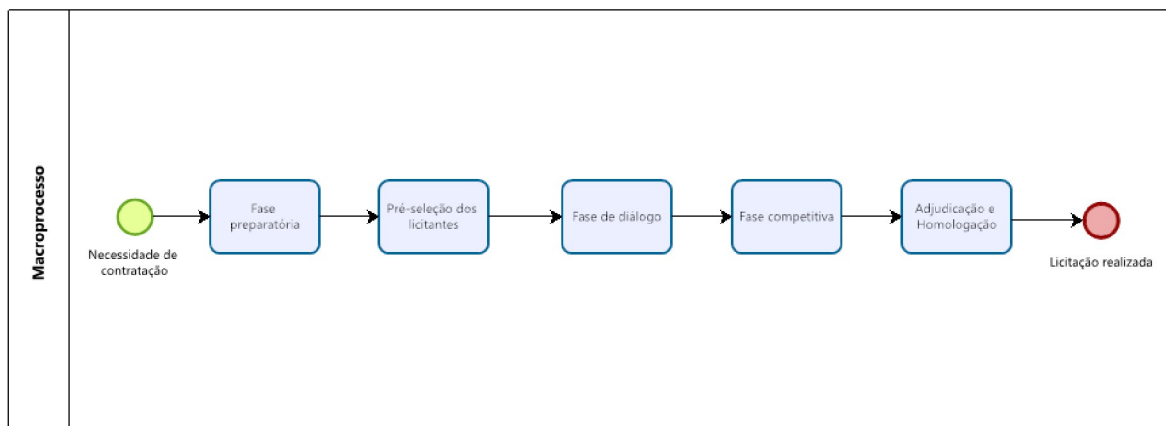 Macroprocesso
Necessidade de
contratação
Fase
preparatória
Pré-seleção dos
licitantes
Fase de diálogo
Fase competitiva
Adjudicação e
Homologação
Licitação realizada